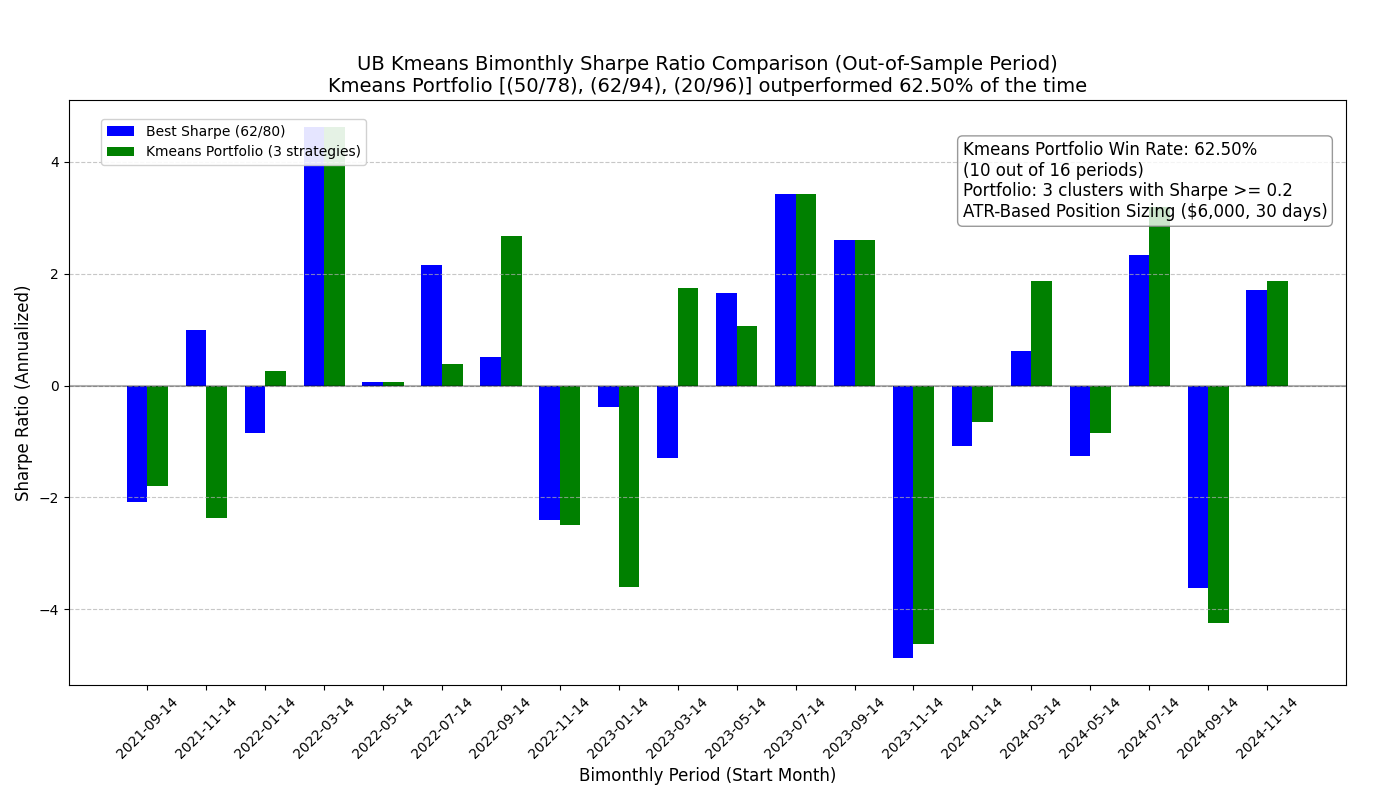 UB Kmeans Bimonthly Sharpe Ratio Comparison (Out-of-Sample Period)
Kmeans Portfolio [(50/78), (62/94), (20/96)] outperformed 62.50% of the time
Best Sharpe (62/80)
Kmeans Portfolio (3 strategies)
Kmeans Portfolio Win Rate: 62.50%
(10 out of 16 periods)
Portfolio: 3 clusters with Sharpe >= 0.2
ATR-Based Position Sizing ($6,000, 30 days)
Sharpe Ratio (Annualized)
4
2
0
−2
−4
2021-09-14
2021-11-14
2022-01-14
2022-03-14
2022-05-14
2022-07-14
2022-09-14
2022-11-14
2023-01-14
2023-03-14
2023-05-14
2023-07-14
2023-09-14
2023-11-14
2024-01-14
2024-03-14
2024-05-14
2024-07-14
2024-09-14
2024-11-14
Bimonthly Period (Start Month)